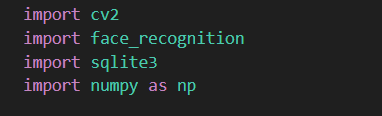 import cv2
import face_recognition
import sqlite3
import numpy as np